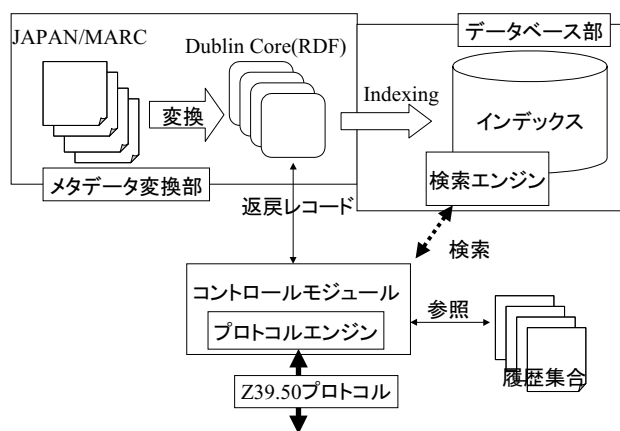 データベース部
JAPAN/MARC
Dublin Core(RDF)
Indexing
変換
インデックス
検索エンジン
メタデータ変換部
返戻レコード
検索
コントロールモジュール
参照
プロトコルエンジン
履歴集合
Z39.50プロトコル